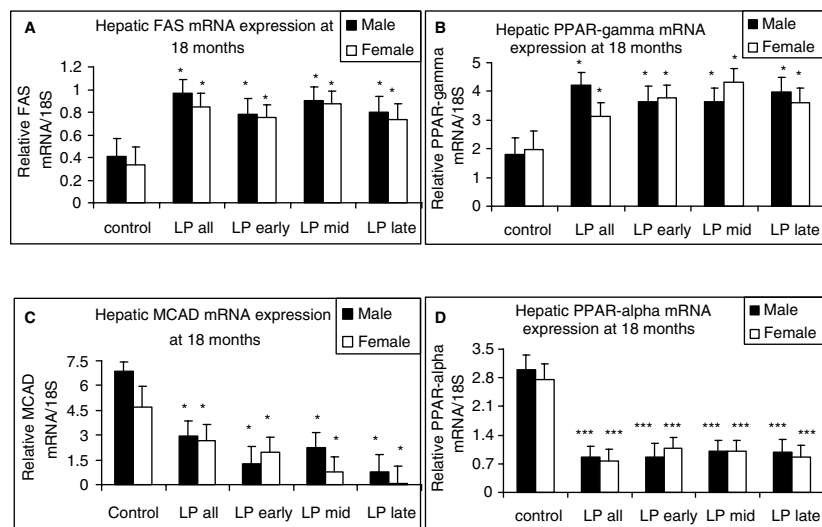 A
Hepatic FAS mRNA expression at
18 months
Male
Female
Relative FAS
mRNA/18S
1.2
1
0.8
0.6
0.4
0.2
0
* * * * * * * *
control LP all LP early LP mid LP late
B
Hepatic PPAR-gamma mRNA
expression at 18 months
Male
Female
Relative PPAR-gamma
mRNA/18S
5
4
3
2
1
0
* * * * * * * *
control LP all LP early LP mid LP late
C
Hepatic MCAD mRNA expression
at 18 months
Male
Female
Relative MCAD
mRNA/18S
7.5
6
4.5
3
1.5
0
* * * * * * * *
Control LP all LP early LP mid LP late
D
Hepatic PPAR-alpha mRNA
expression at 18 months
Male
Female
Relative PPAR-alpha
mRNA/18S
3.5
2.8
2.1
1.4
0.7
0
*** *** *** *** *** *** *** ***
control LP all LP early LP mid LP late